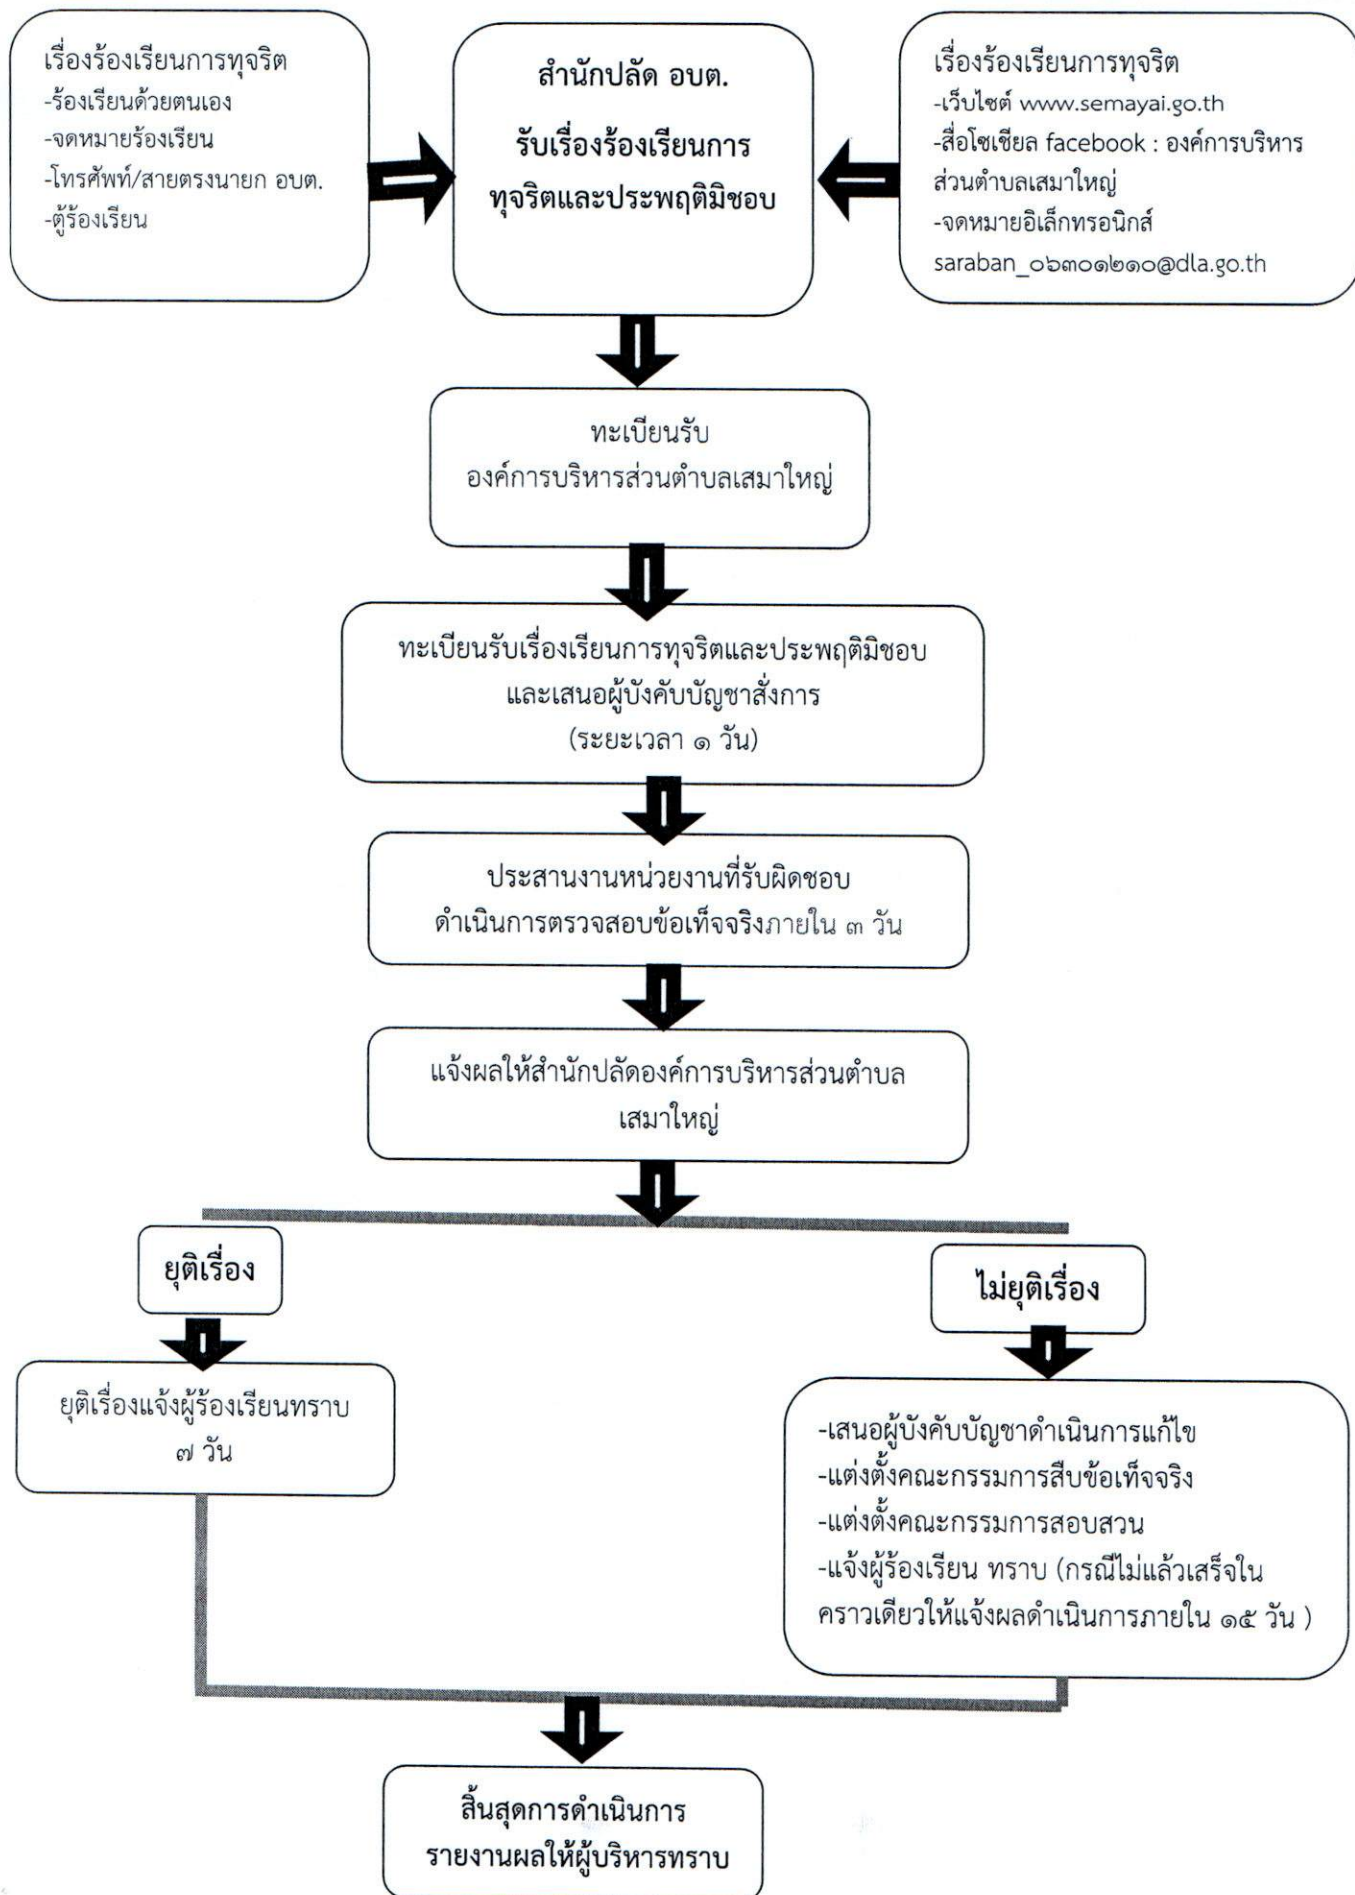 เรื่องร้องเรียนการทุจริต
-ร้องเรียนด้วยตนเอง
-จดหมายร้องเรียน
-โทรศัพท์/สายตรงนายก อบต.
-ตู้ร้องเรียน
สำนักปลัด อบต.
รับเรื่องร้องเรียนการ
ทุจริตและประพฤติมิชอบ
เรื่องร้องเรียนการทุจริต
-เว็บไซต์ www.semayai.go.th
-สื่อโซเชียล facebook : องค์การบริหาร
ส่วนตำบลเสมาใหญ่
-จดหมายอิเล็กทรอนิกส์
saraban_๐๖๓๐๑๒๑๐@dla.go.th
ทะเบียนรับ
องค์การบริหารส่วนตำบลเสมาใหญ่
ทะเบียนรับเรื่องเรียนการทุจริตและประพฤติมิชอบ
และเสนอผู้บังคับบัญชาสั่งการ
(ระยะเวลา ๑ วัน)
ประสานงานหน่วยงานที่รับผิดชอบ
ดำเนินการตรวจสอบข้อเท็จจริงภายใน ๓ วัน
แจ้งผลให้สำนักปลัดองค์การบริหารส่วนตำบล
เสมาใหญ่
ยุติเรื่อง
ไม่ยุติเรื่อง
ยุติเรื่องแจ้งผู้ร้องเรียนทราบ
๗ วัน
-เสนอผู้บังคับบัญชาดำเนินการแก้ไข
-แต่งตั้งคณะกรรมการสืบข้อเท็จจริง
-แต่งตั้งคณะกรรมการสอบสวน
-แจ้งผู้ร้องเรียน ทราบ (กรณีไม่แล้วเสร็จใน
คราวเดียวให้แจ้งผลดำเนินการภายใน ๑๕ วัน )
สิ้นสุดการดำเนินการ
รายงานผลให้ผู้บริหารทราบ